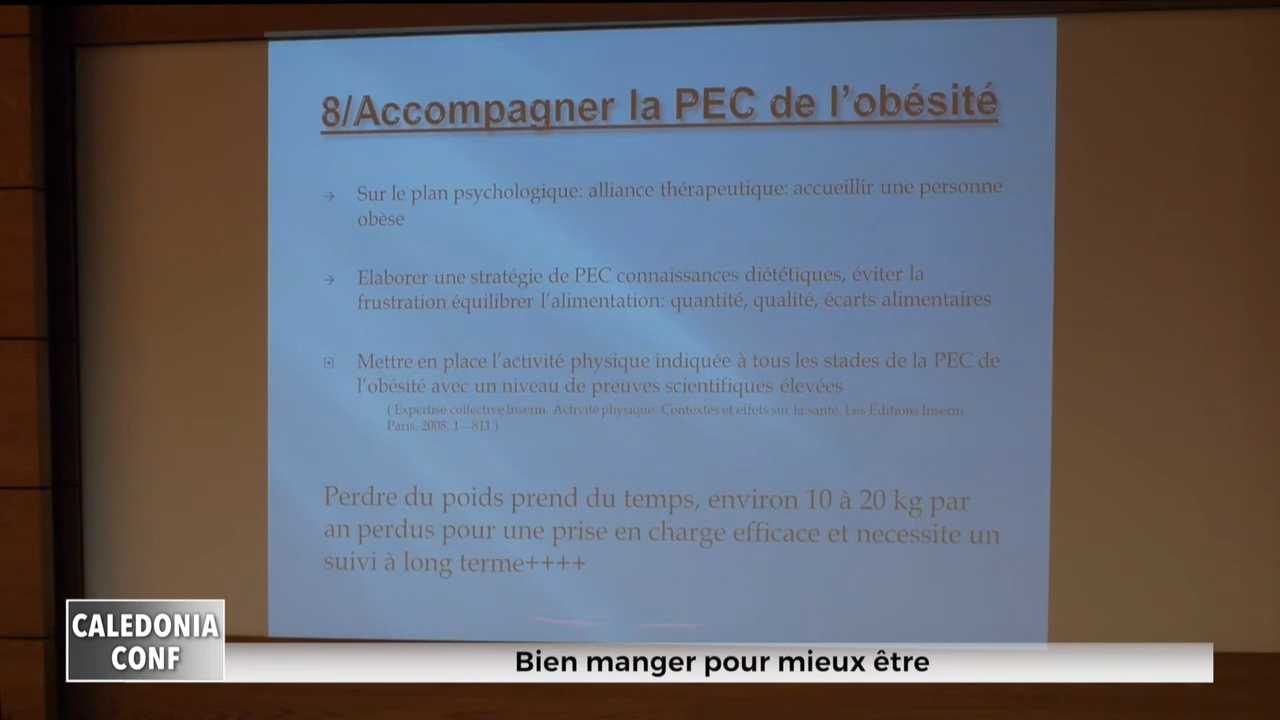 8/Accompagner la PEC de l'obésité
→ Sur le plan psychologique: alliance thérapeutique: accueillir une personne
obèse
→ Elaborer une stratégie de PEC connaissances diététiques, éviter la
frustration équilibrer l'alimentation: quantité, qualité, écarts alimentaires
Mettre en place l'activité physique indiquée à tous les stades de la PEC de
l'obésité avec un niveau de preuves scientifiques élevées
( Expertise collective Inserm. Activité physique. Contextes et effets sur la santé. Les Éditions Inserm,
Paris, 2008, 1—811 )
Perdre du poids prend du temps, environ 10 à 20 kg par
an perdus pour une prise en charge efficace et necessite un
suivi à long terme++++
CALEDONIA
CONF
Bien manger pour mieux être